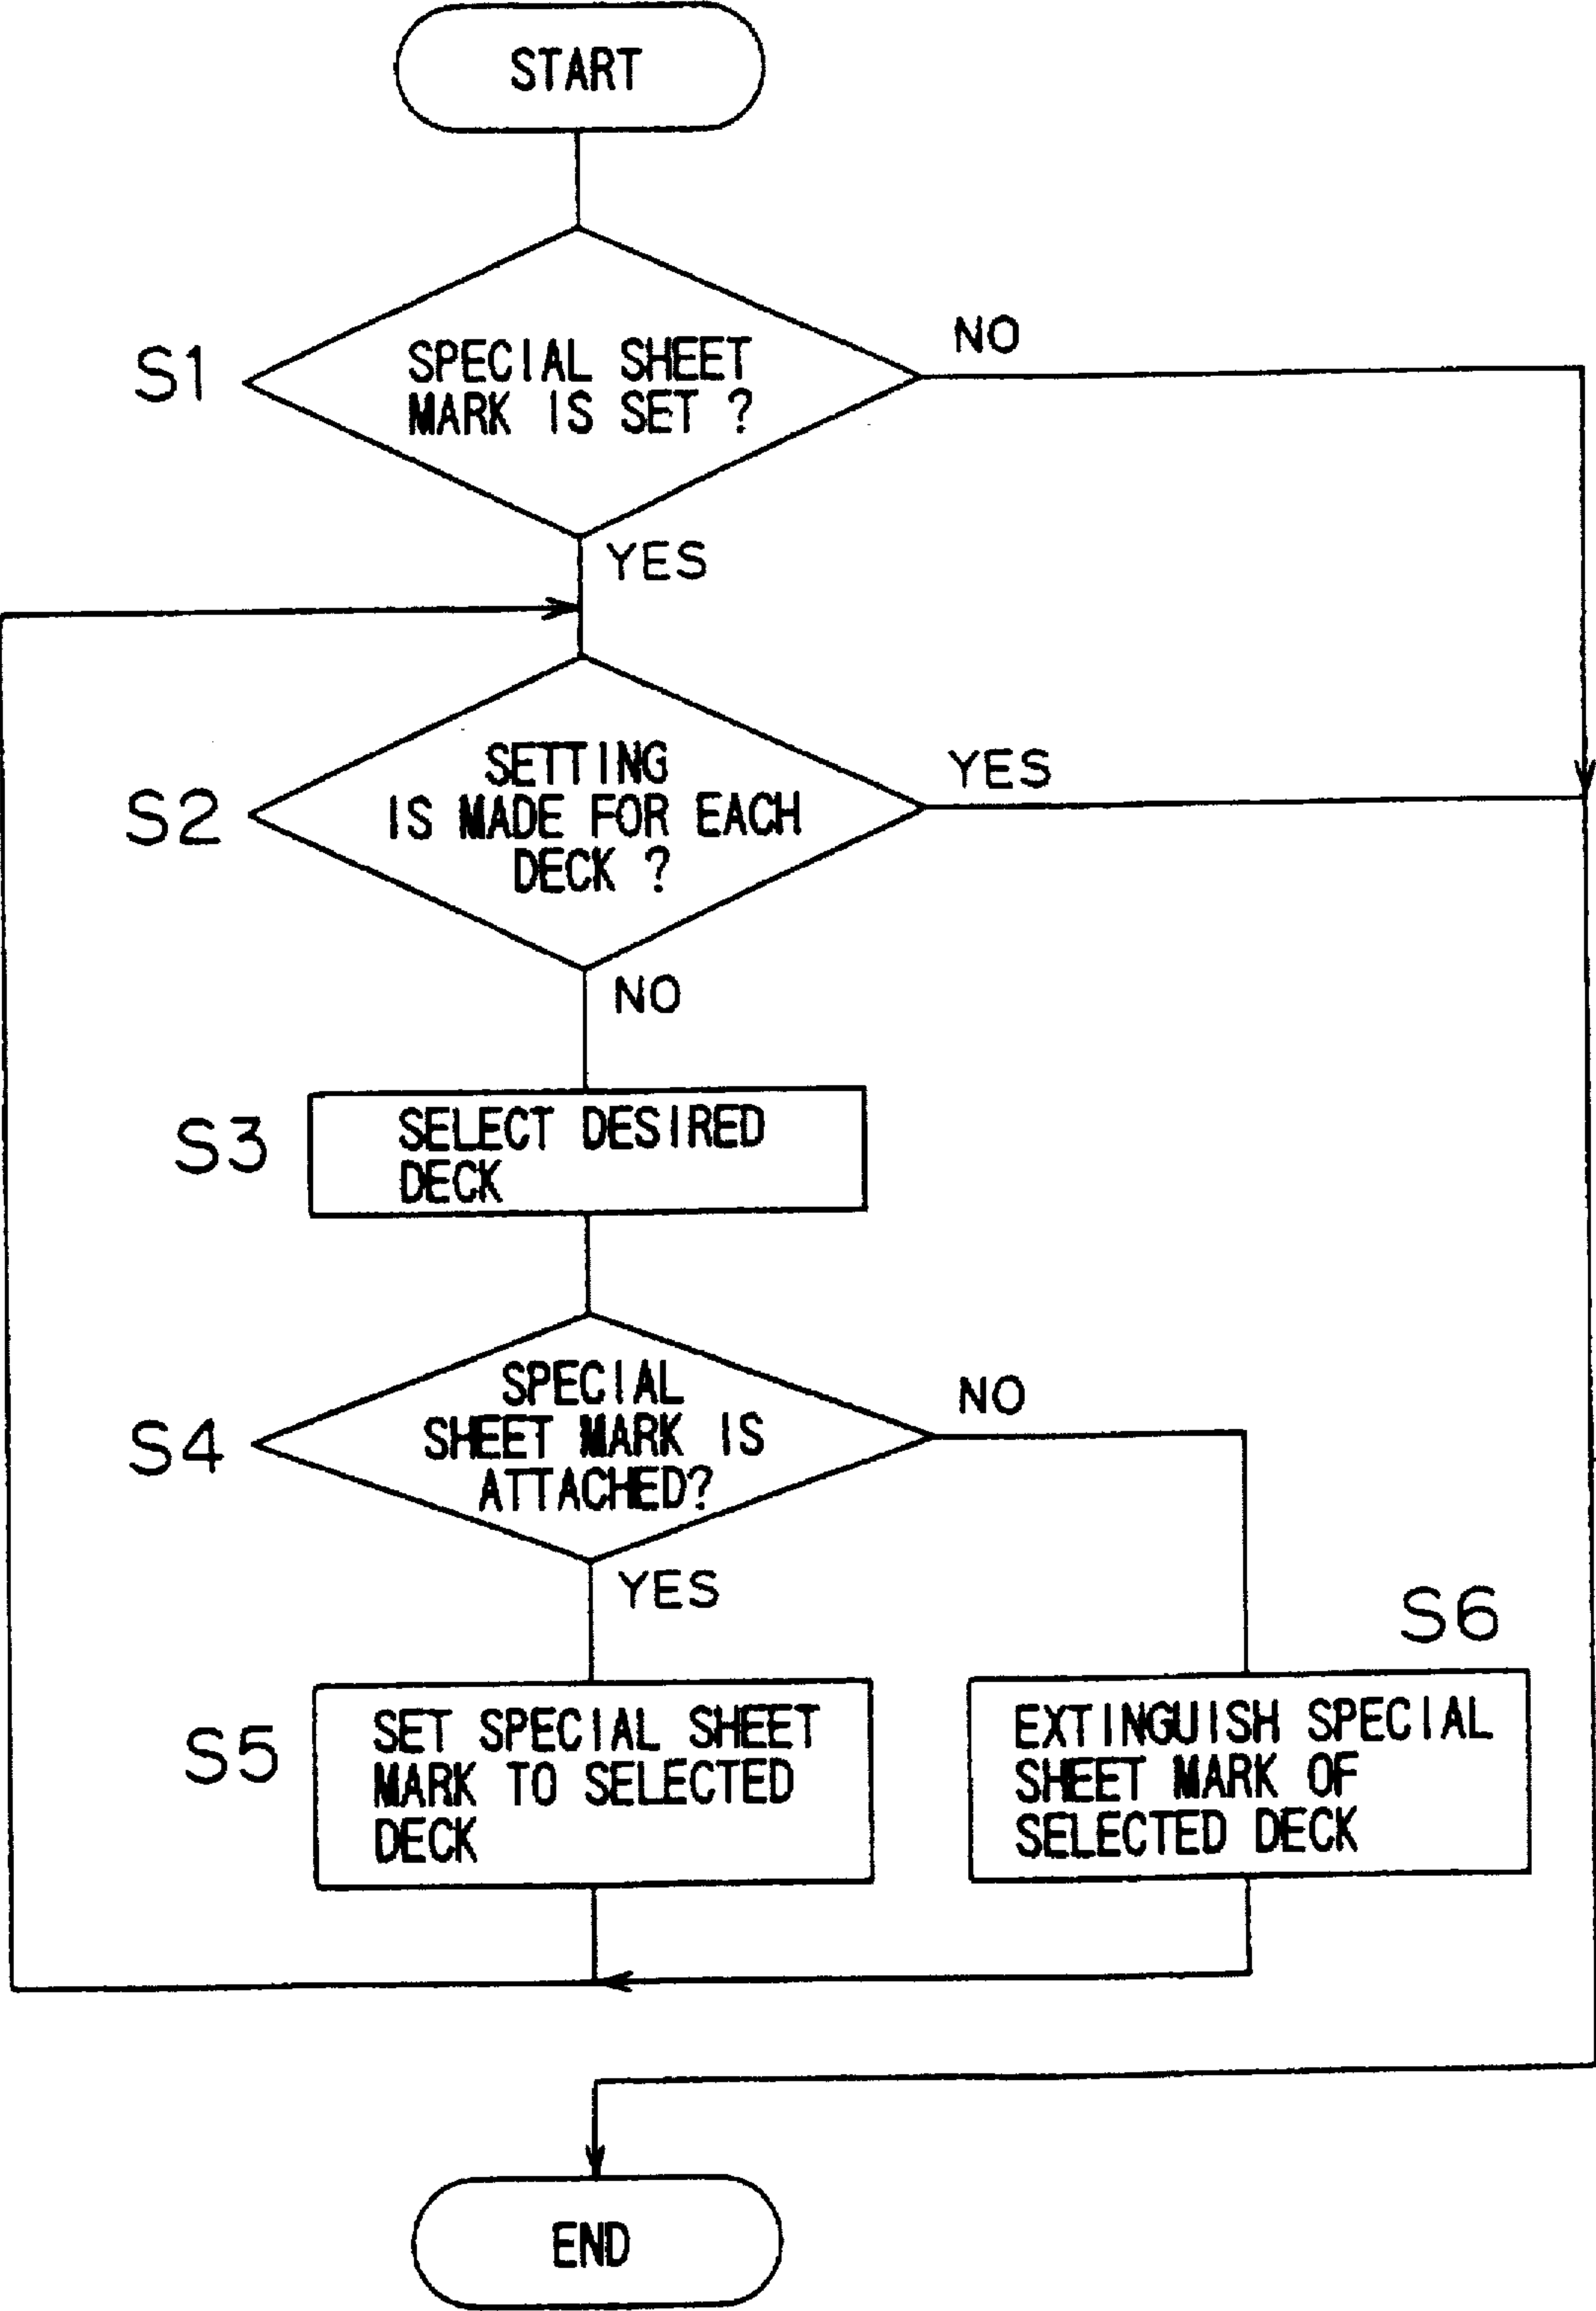 START
S1
SPECIAL SHEET
MARK IS SET ?
NO
YES
S2
SETTING
IS MADE FOR EACH
DECK ?
YES
NO
S3
SELECT DESIRED
DECK
S4
SPECIAL
SHEET MARK IS
ATTACHED?
NO
YES
S5
SET SPECIAL SHEET
MARK TO SELECTED
DECK
S6
EXTINGUISH SPECIAL
SHEET MARK OF
SELECTED DECK
END